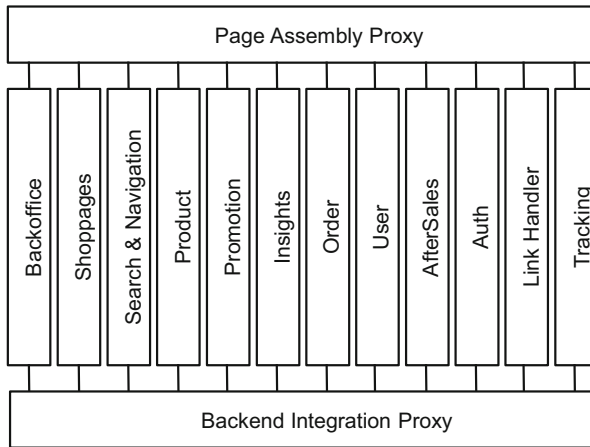 Page Assembly Proxy
Backoffice
Shoppages
Search & Navigation
Product
Promotion
Insights
Order
User
AfterSales
Auth
Link Handler
Tracking
Backend Integration Proxy